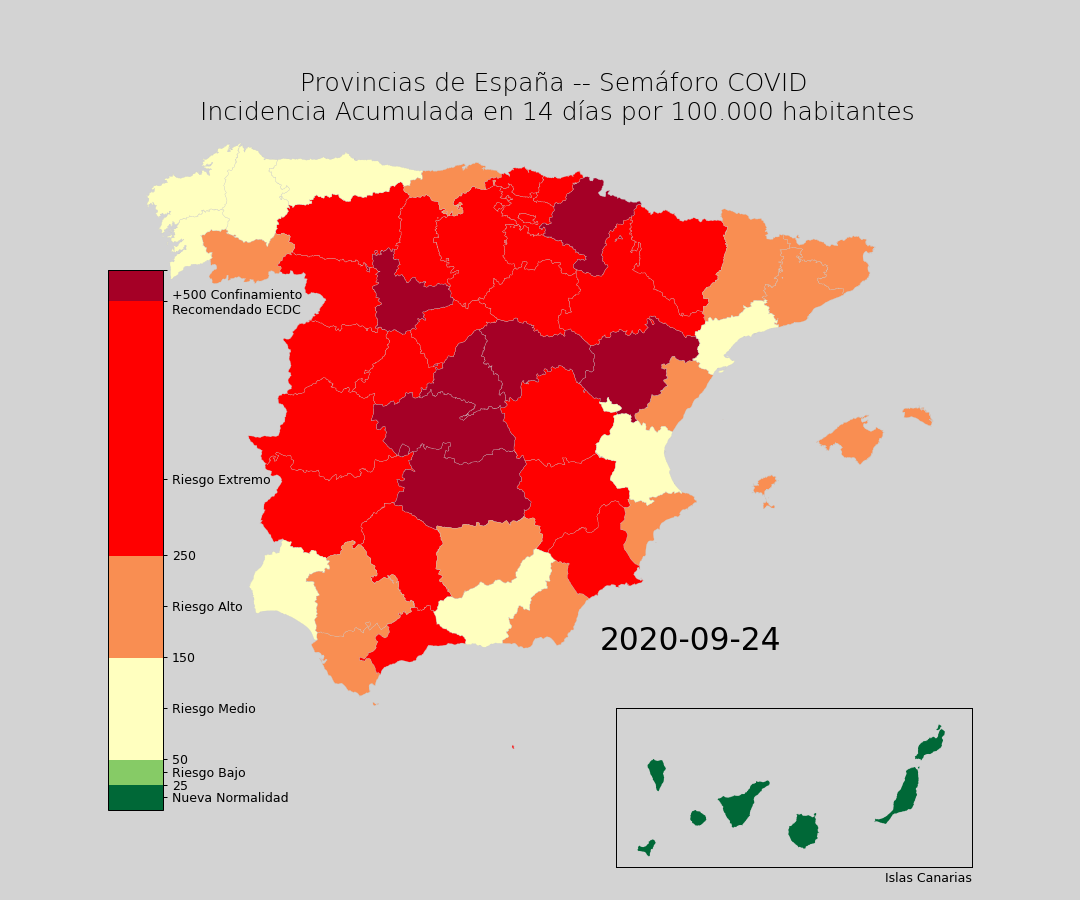 Provincias de España -- Semáforo COVID
Incidencia Acumulada en 14 días por 100.000 habitantes
+500 Confinamiento
Recomendado ECDC
Riesgo Extremo
250
Riesgo Alto
150
Riesgo Medio
50
Riesgo Bajo
25
Nueva Normalidad
2020-09-24
Islas Canarias